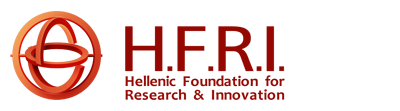 H.F.R.I.
Hellenic Foundation for
Research & Innovation